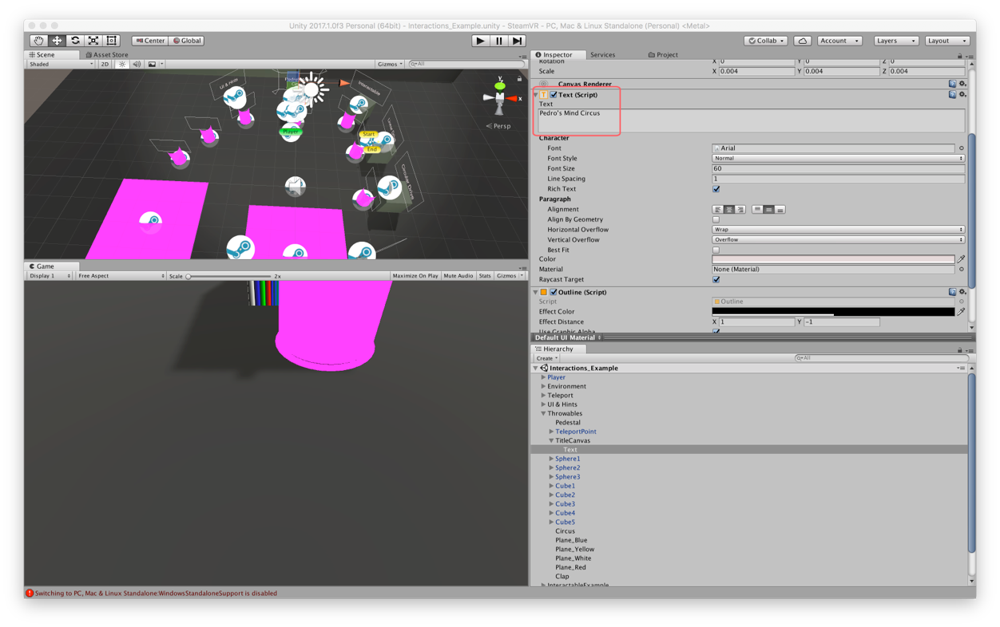 Unity 2017.1.0f3 Personal (64bit) - Interactions_Example.unity - SteamVR - PC, Mac & Linux Standalone (Personal) <Metal>
Center Global Collab Account Layers Layout
Scene Asset Store
Shaded 2D Gizmos All
UI & Hints
Interactable
Player
Start
End
y
x
Persp
Game
Display 1 Free Aspect Scale 2x Maximize On Play Mute Audio Stats Gizmos
Inspector Services Project
Rotation X 0 Y 0 Z 0
Scale X 0.004 Y 0.004 Z 0.004
Canvas Renderer
Text (Script)
Text
Pedro's Mind Circus
Character
Font Arial
Font Style Normal
Font Size 60
Line Spacing 1
Rich Text
Paragraph
Alignment
Align By Geometry
Horizontal Overflow Wrap
Vertical Overflow Overflow
Best Fit
Color
Material None (Material)
Raycast Target
Outline (Script)
Script Outline
Effect Color
Effect Distance X 1 Y -1
Use Graphic Alpha
Default UI Material
Hierarchy
Create All
Interactions_Example
Player
Environment
Teleport
UI & Hints
Throwables
Pedestal
TeleportPoint
TitleCanvas
Text
Sphere1
Sphere2
Sphere3
Cube1
Cube2
Cube3
Cube4
Cube5
Circus
Plane_Blue
Plane_Yellow
Plane_White
Plane_Red
Clap
InteractableExample
Switching to PC, Mac & Linux Standalone:WindowsStandaloneSupport is disabled